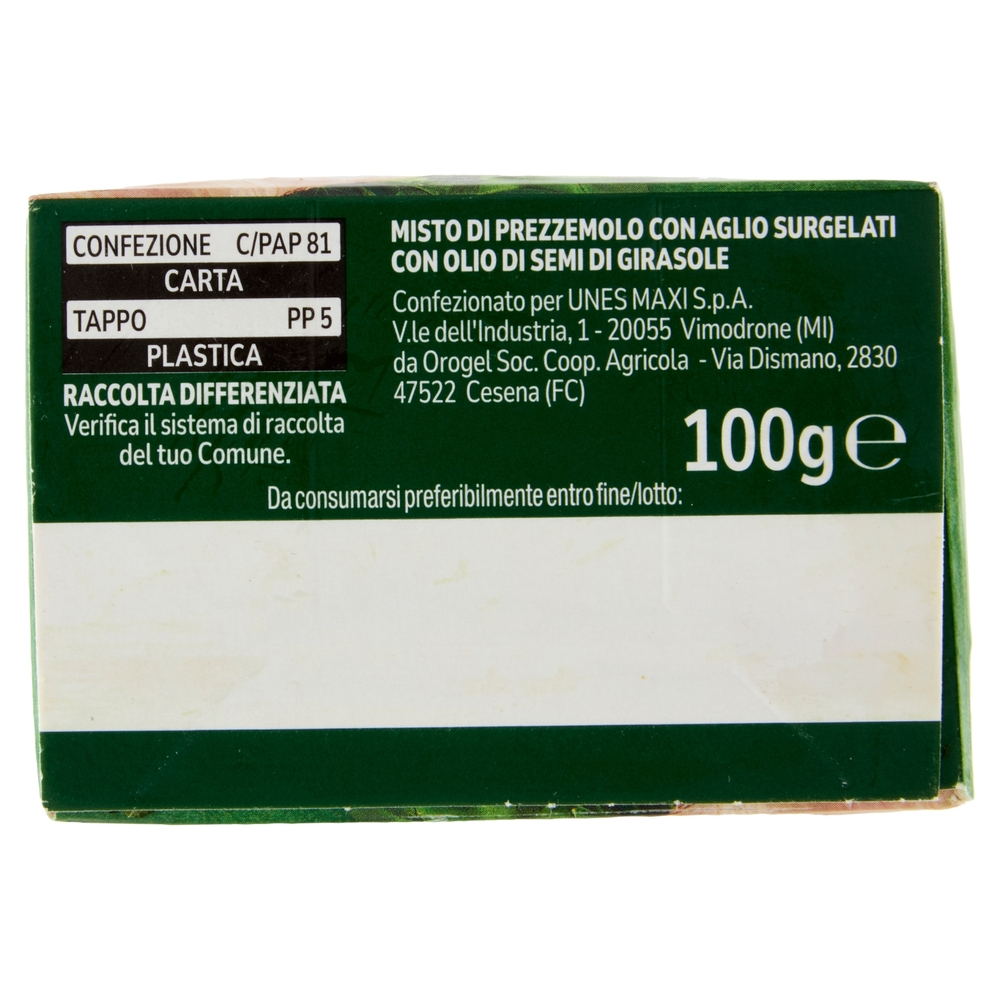 CONFEZIONE C/PAP 81
CARTA
TAPPO PP 5
PLASTICA
RACCOLTA DIFFERENZIATA
Verifica il sistema di raccolta
del tuo Comune.
MISTO DI PREZZEMOLO CON AGLIO SURGELATI
CON OLIO DI SEMI DI GIRASOLE
Confezionato per UNES MAXI S.p.A.
V.le dell'Industria, 1 - 20055 Vimodrone (MI)
da Orogel Soc. Coop. Agricola - Via Dismano, 2830
47522 Cesena (FC)
100g ℮
Da consumarsi preferibilmente entro fine/lotto: